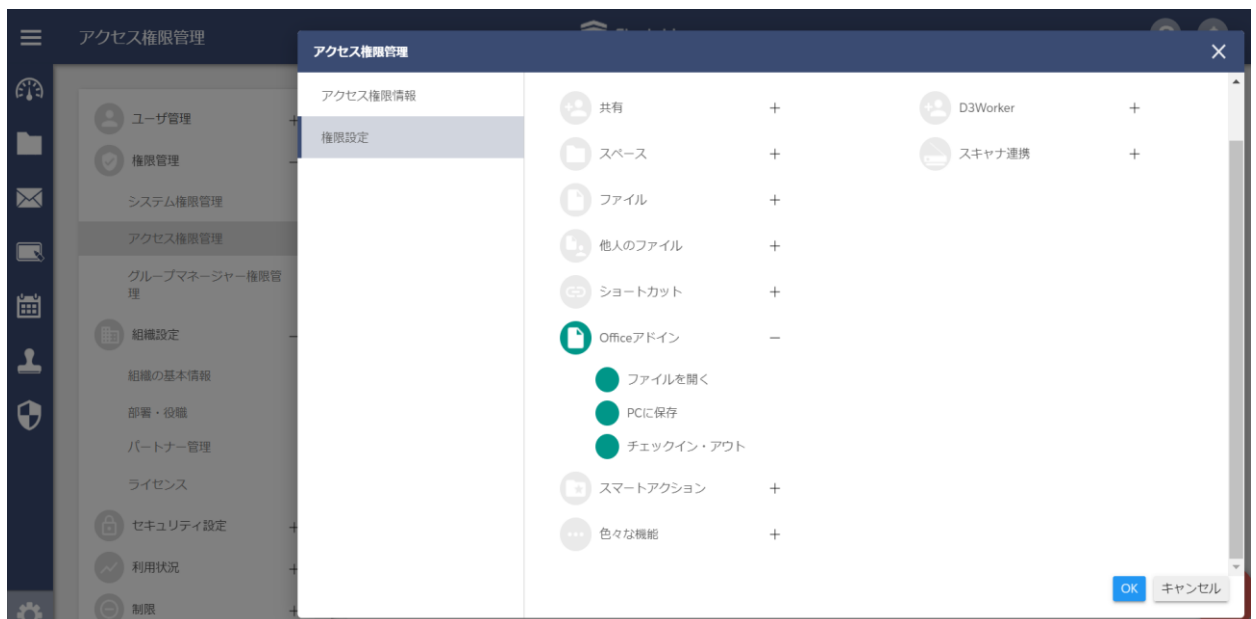 アクセス権限管理
ユーザ管理 +
権限管理 −
システム権限管理
アクセス権限管理
グループマネージャー権限管
理
組織設定 −
組織の基本情報
部署・役職
パートナー管理
ライセンス
セキュリティ設定 +
利用状況 +
制限 +
アクセス権限管理
アクセス権限情報
権限設定
共有 +
スペース +
ファイル +
他人のファイル +
ショートカット +
Officeアドイン −
ファイルを開く
PCに保存
チェックイン・アウト
スマートアクション +
色々な機能 +
D3Worker +
スキャナ連携 +
OK キャンセル